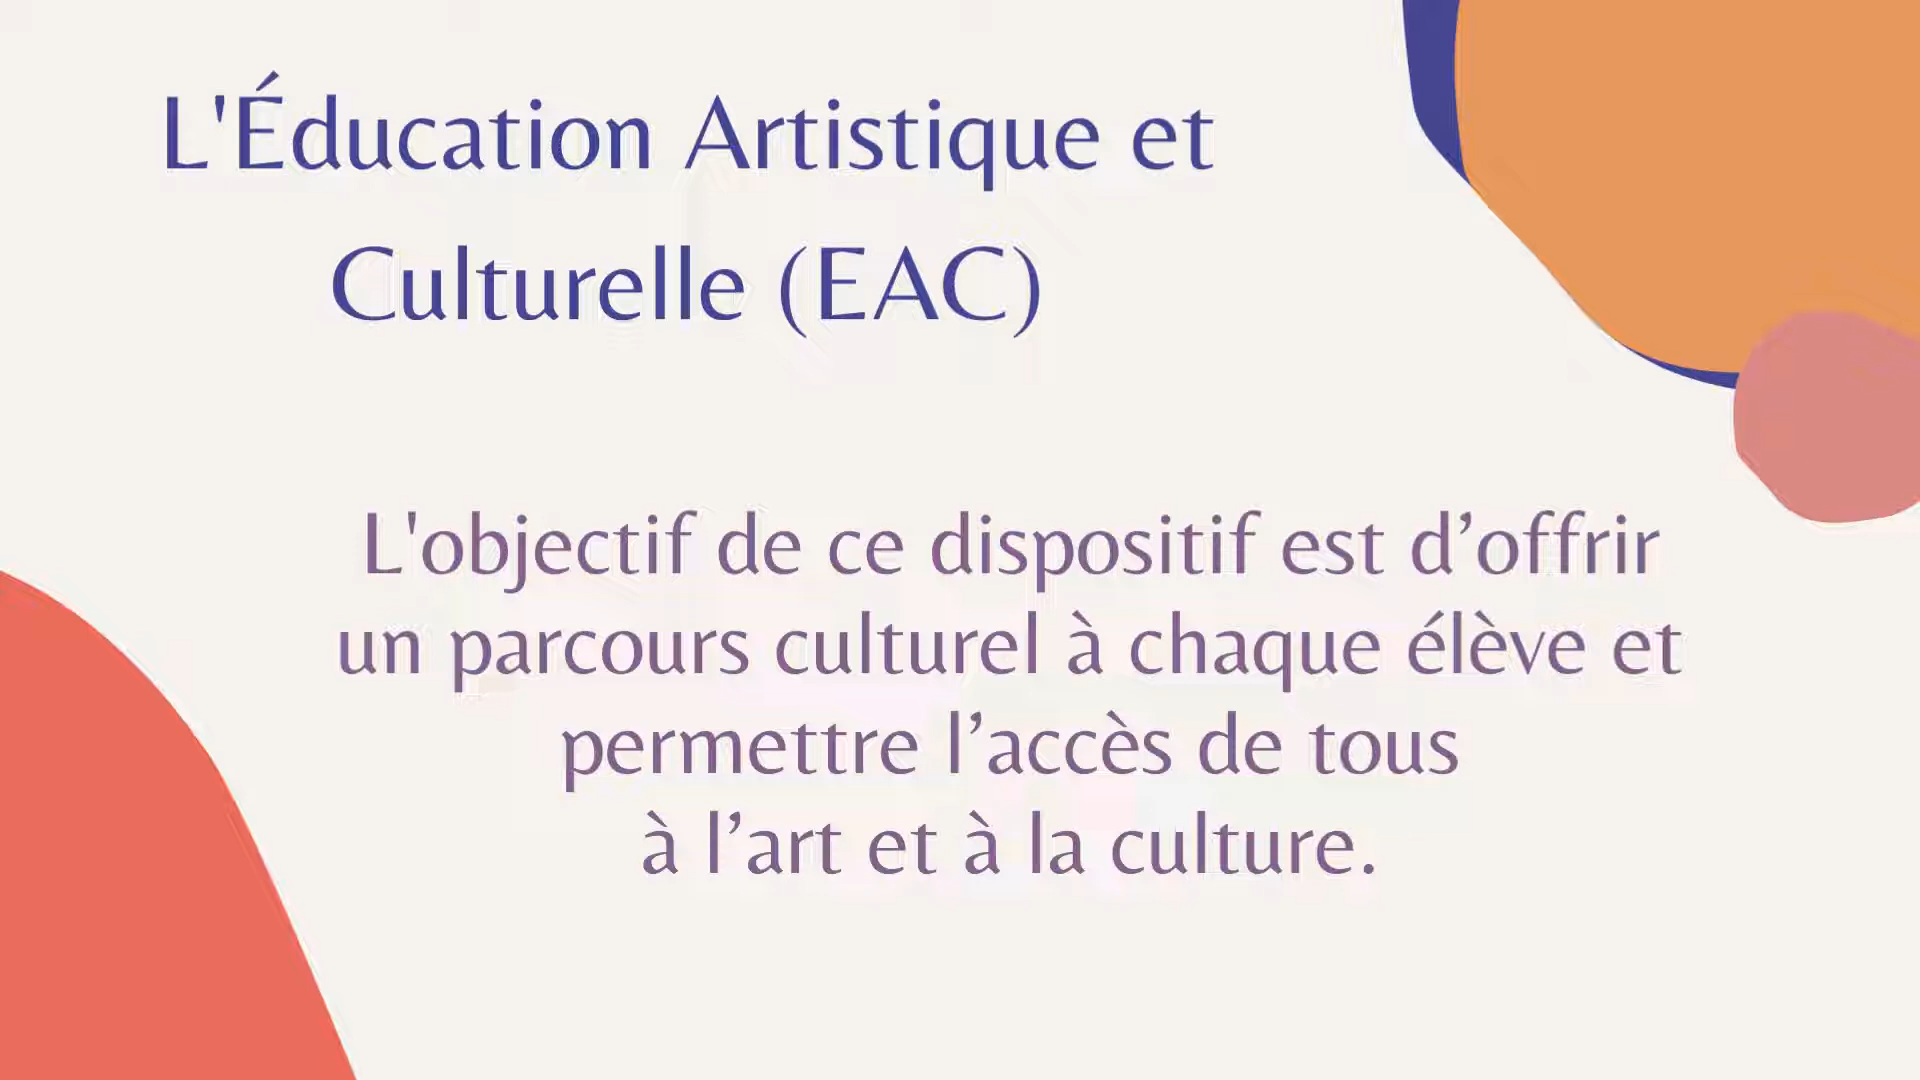 L'Éducation Artistique et
Culturelle (EAC)
L'objectif de ce dispositif est d’offrir
un parcours culturel à chaque élève et
permettre l’accès de tous
à l’art et à la culture.